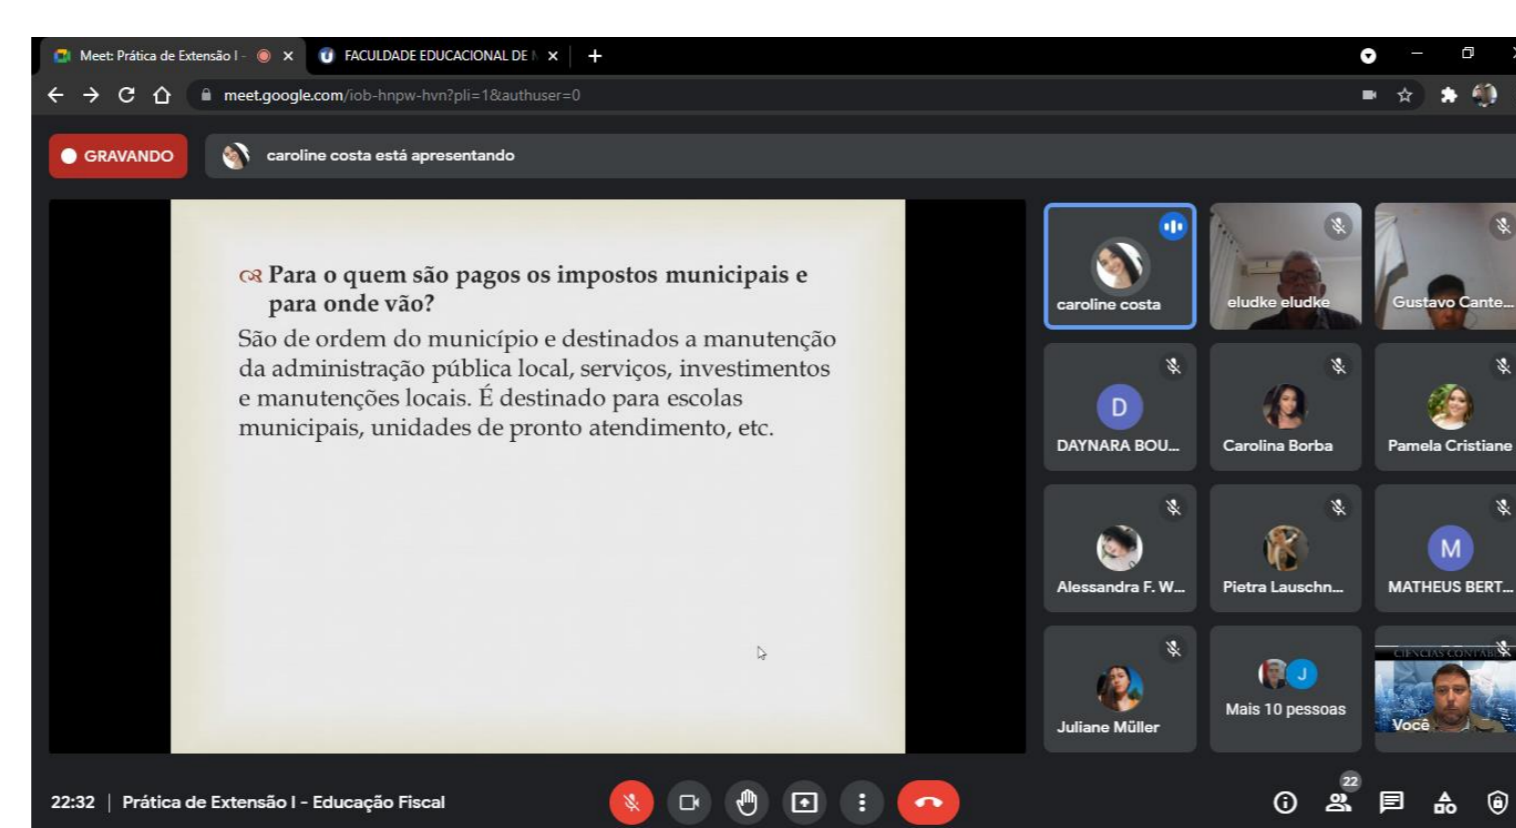 Meet: Prática de Extensão I -
FACULDADE EDUCACIONAL DE
meet.google.com/iob-hnpw-hvn?pli=1&authuser=0
GRAVANDO
caroline costa está apresentando
Para o quem são pagos os impostos municipais e
para onde vão?
São de ordem do município e destinados a manutenção
da administração pública local, serviços, investimentos
e manutenções locais. É destinado para escolas
municipais, unidades de pronto atendimento, etc.
caroline costa
eludke eludke
Gustavo Cante...
D
DAYNARA BOU...
Carolina Borba
Pamela Cristiane
Alessandra F. W...
Pietra Lauschn...
M
MATHEUS BERT...
Juliane Müller
J
Mais 10 pessoas
CIÊNCIAS CONTÁBEIS
Você
22:32 | Prática de Extensão I - Educação Fiscal
22